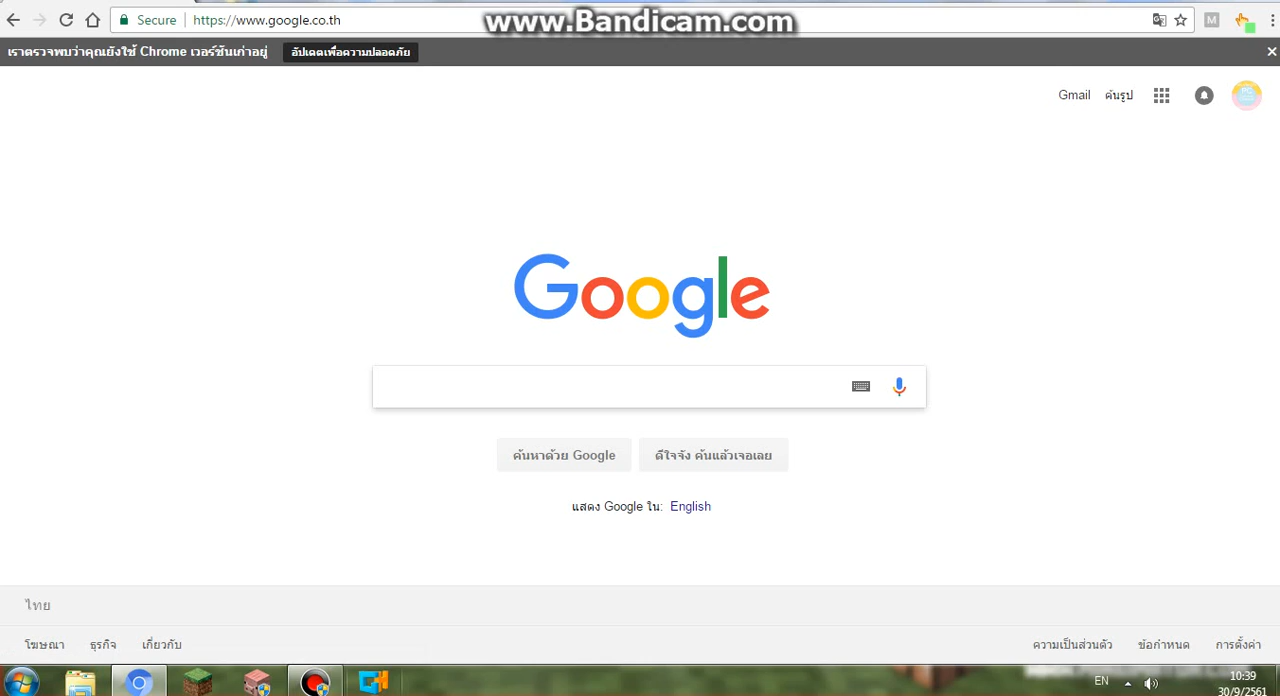 www.Bandicam.com
Secure https://www.google.co.th
M
เราตรวจพบว่าคุณยังใช้ Chrome เวอร์ชันเก่าอยู่ อัปเดตเพื่อความปลอดภัย
Gmail ค้นรูป
Google
ค้นหาด้วย Google ดีใจจัง ค้นแล้วเจอเลย
แสดง Google ใน: English
ไทย
โฆษณา ธุรกิจ เกี่ยวกับ ความเป็นส่วนตัว ข้อกำหนด การตั้งค่า
EN 10:39
30/9/2561